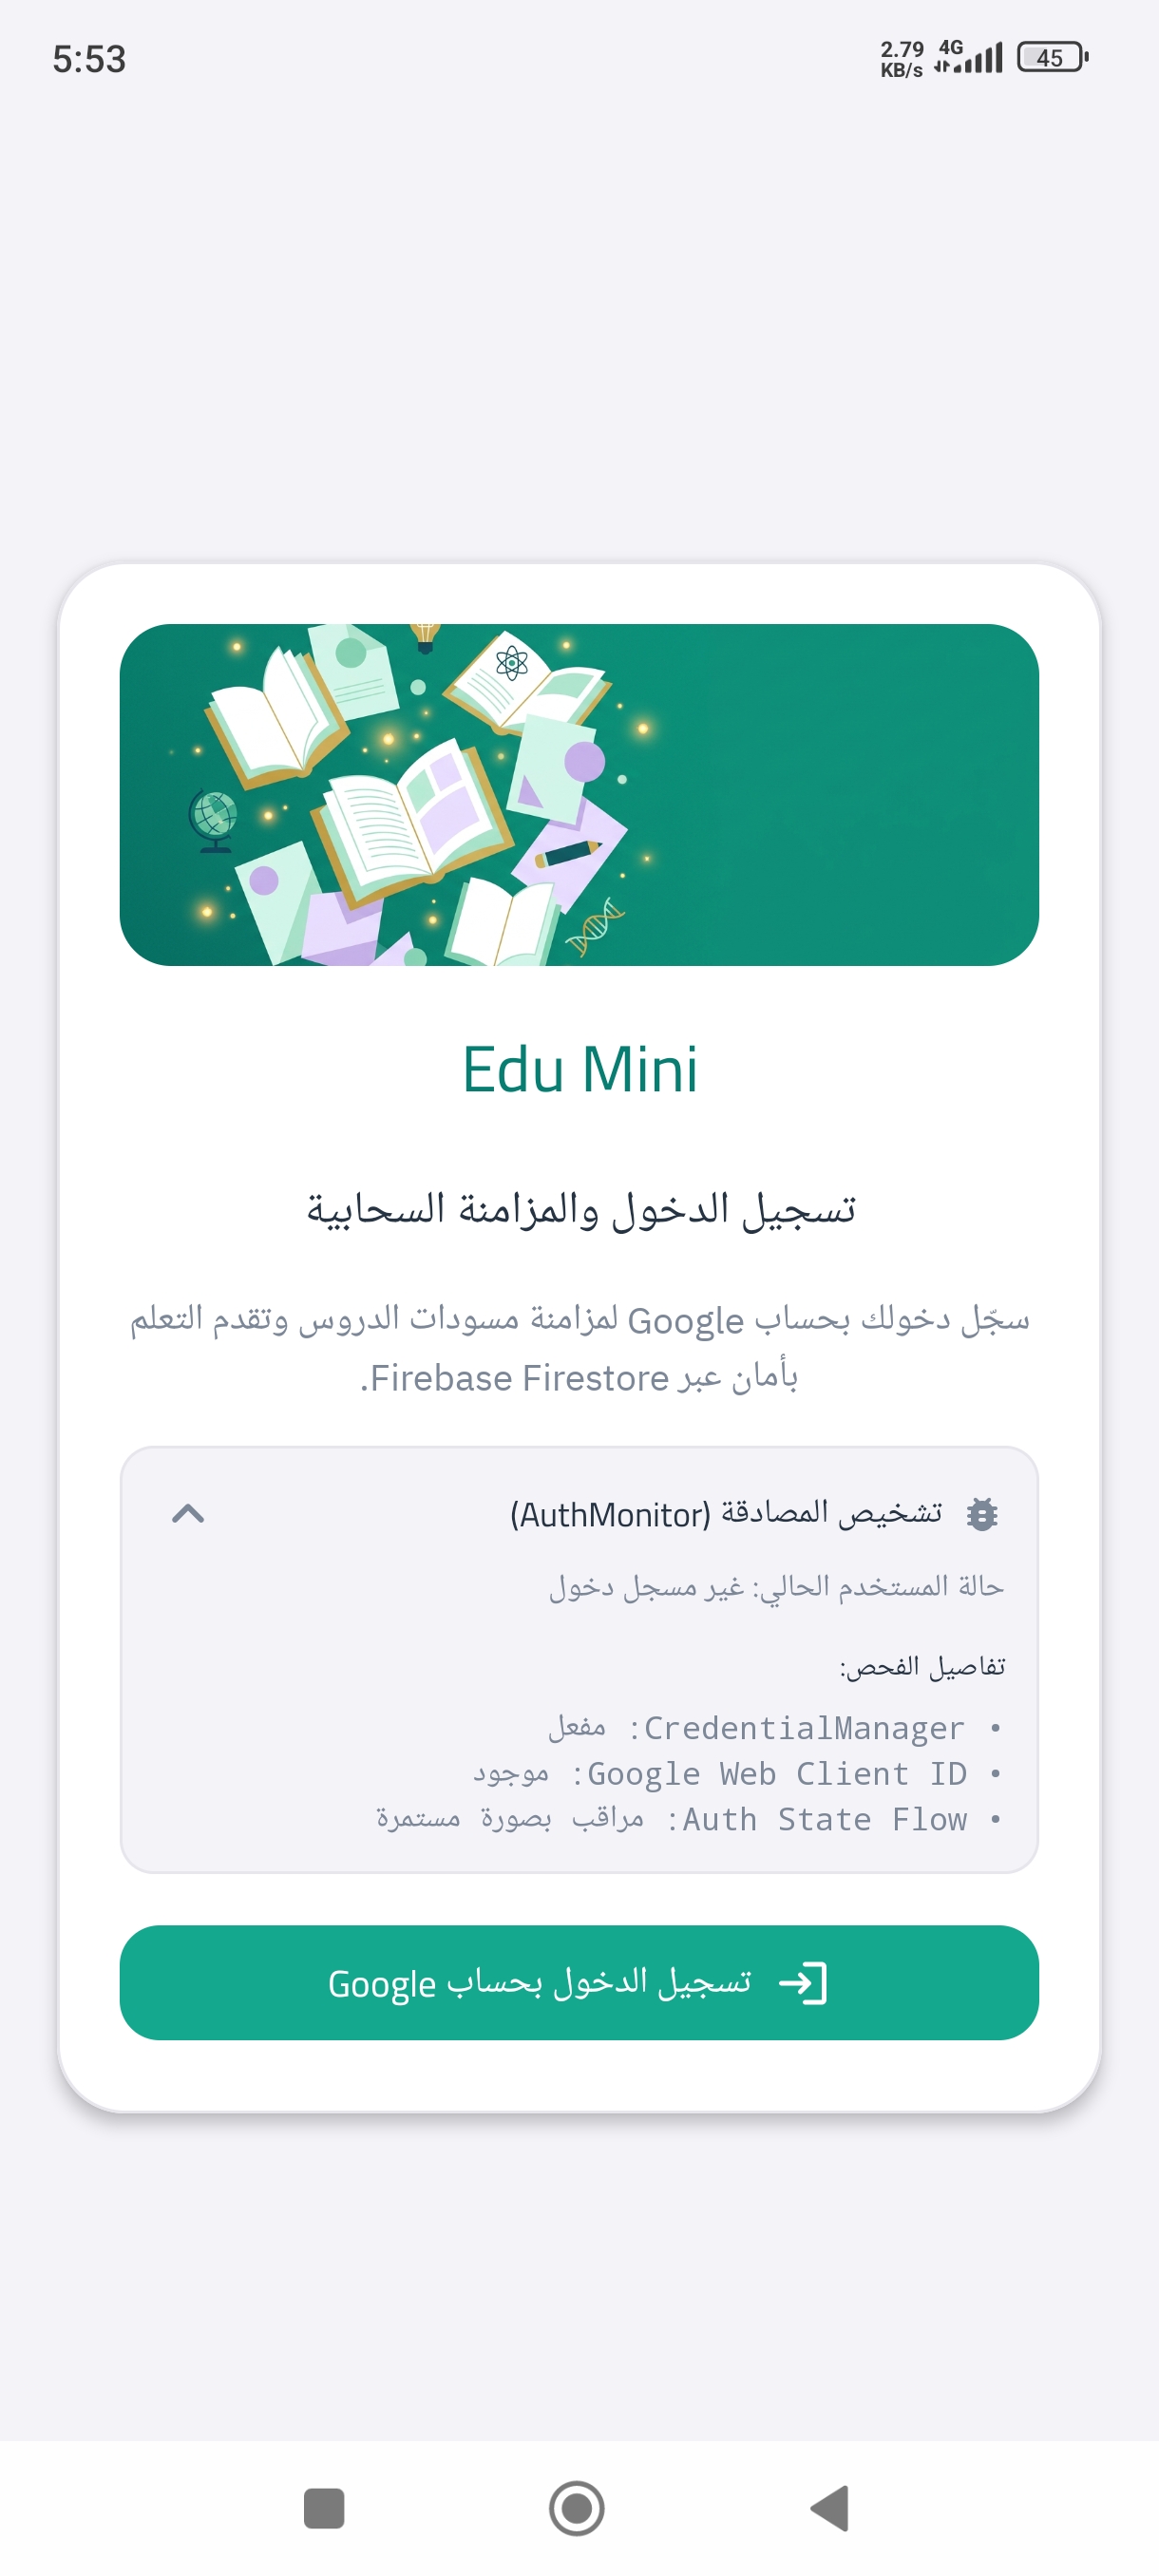 5:53
2.79 KB/s 4G 45
Edu Mini
تسجيل الدخول والمزامنة السحابية
سجّل دخولك بحساب Google لمزامنة مسودات الدروس وتقدم التعلم
بأمان عبر Firebase Firestore.
تشخيص المصادقة (AuthMonitor)
حالة المستخدم الحالي: غير مسجل دخول
تفاصيل الفحص:
• CredentialManager: مفعل
• Google Web Client ID: موجود
• Auth State Flow: مراقب بصورة مستمرة
تسجيل الدخول بحساب Google